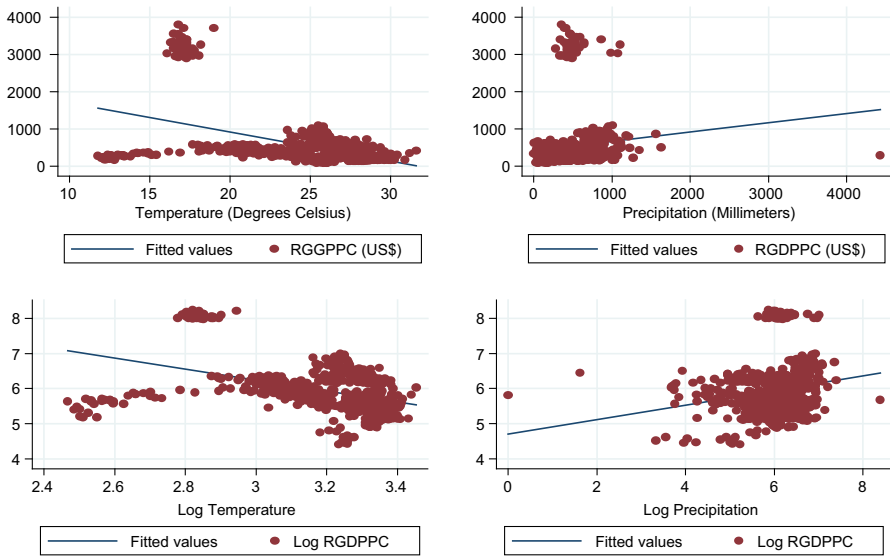 4000
3000
2000
1000
0
10 15 20 25 30
Temperature (Degrees Celsius)
Fitted values RGGPPC (US$)
4000
3000
2000
1000
0
0 1000 2000 3000 4000
Precipitation (Millimeters)
Fitted values RGDPPC (US$)
8
7
6
5
4
2.4 2.6 2.8 3 3.2 3.4
Log Temperature
Fitted values Log RGDPPC
8
7
6
5
4
0 2 4 6 8
Log Precipitation
Fitted values Log RGDPPC